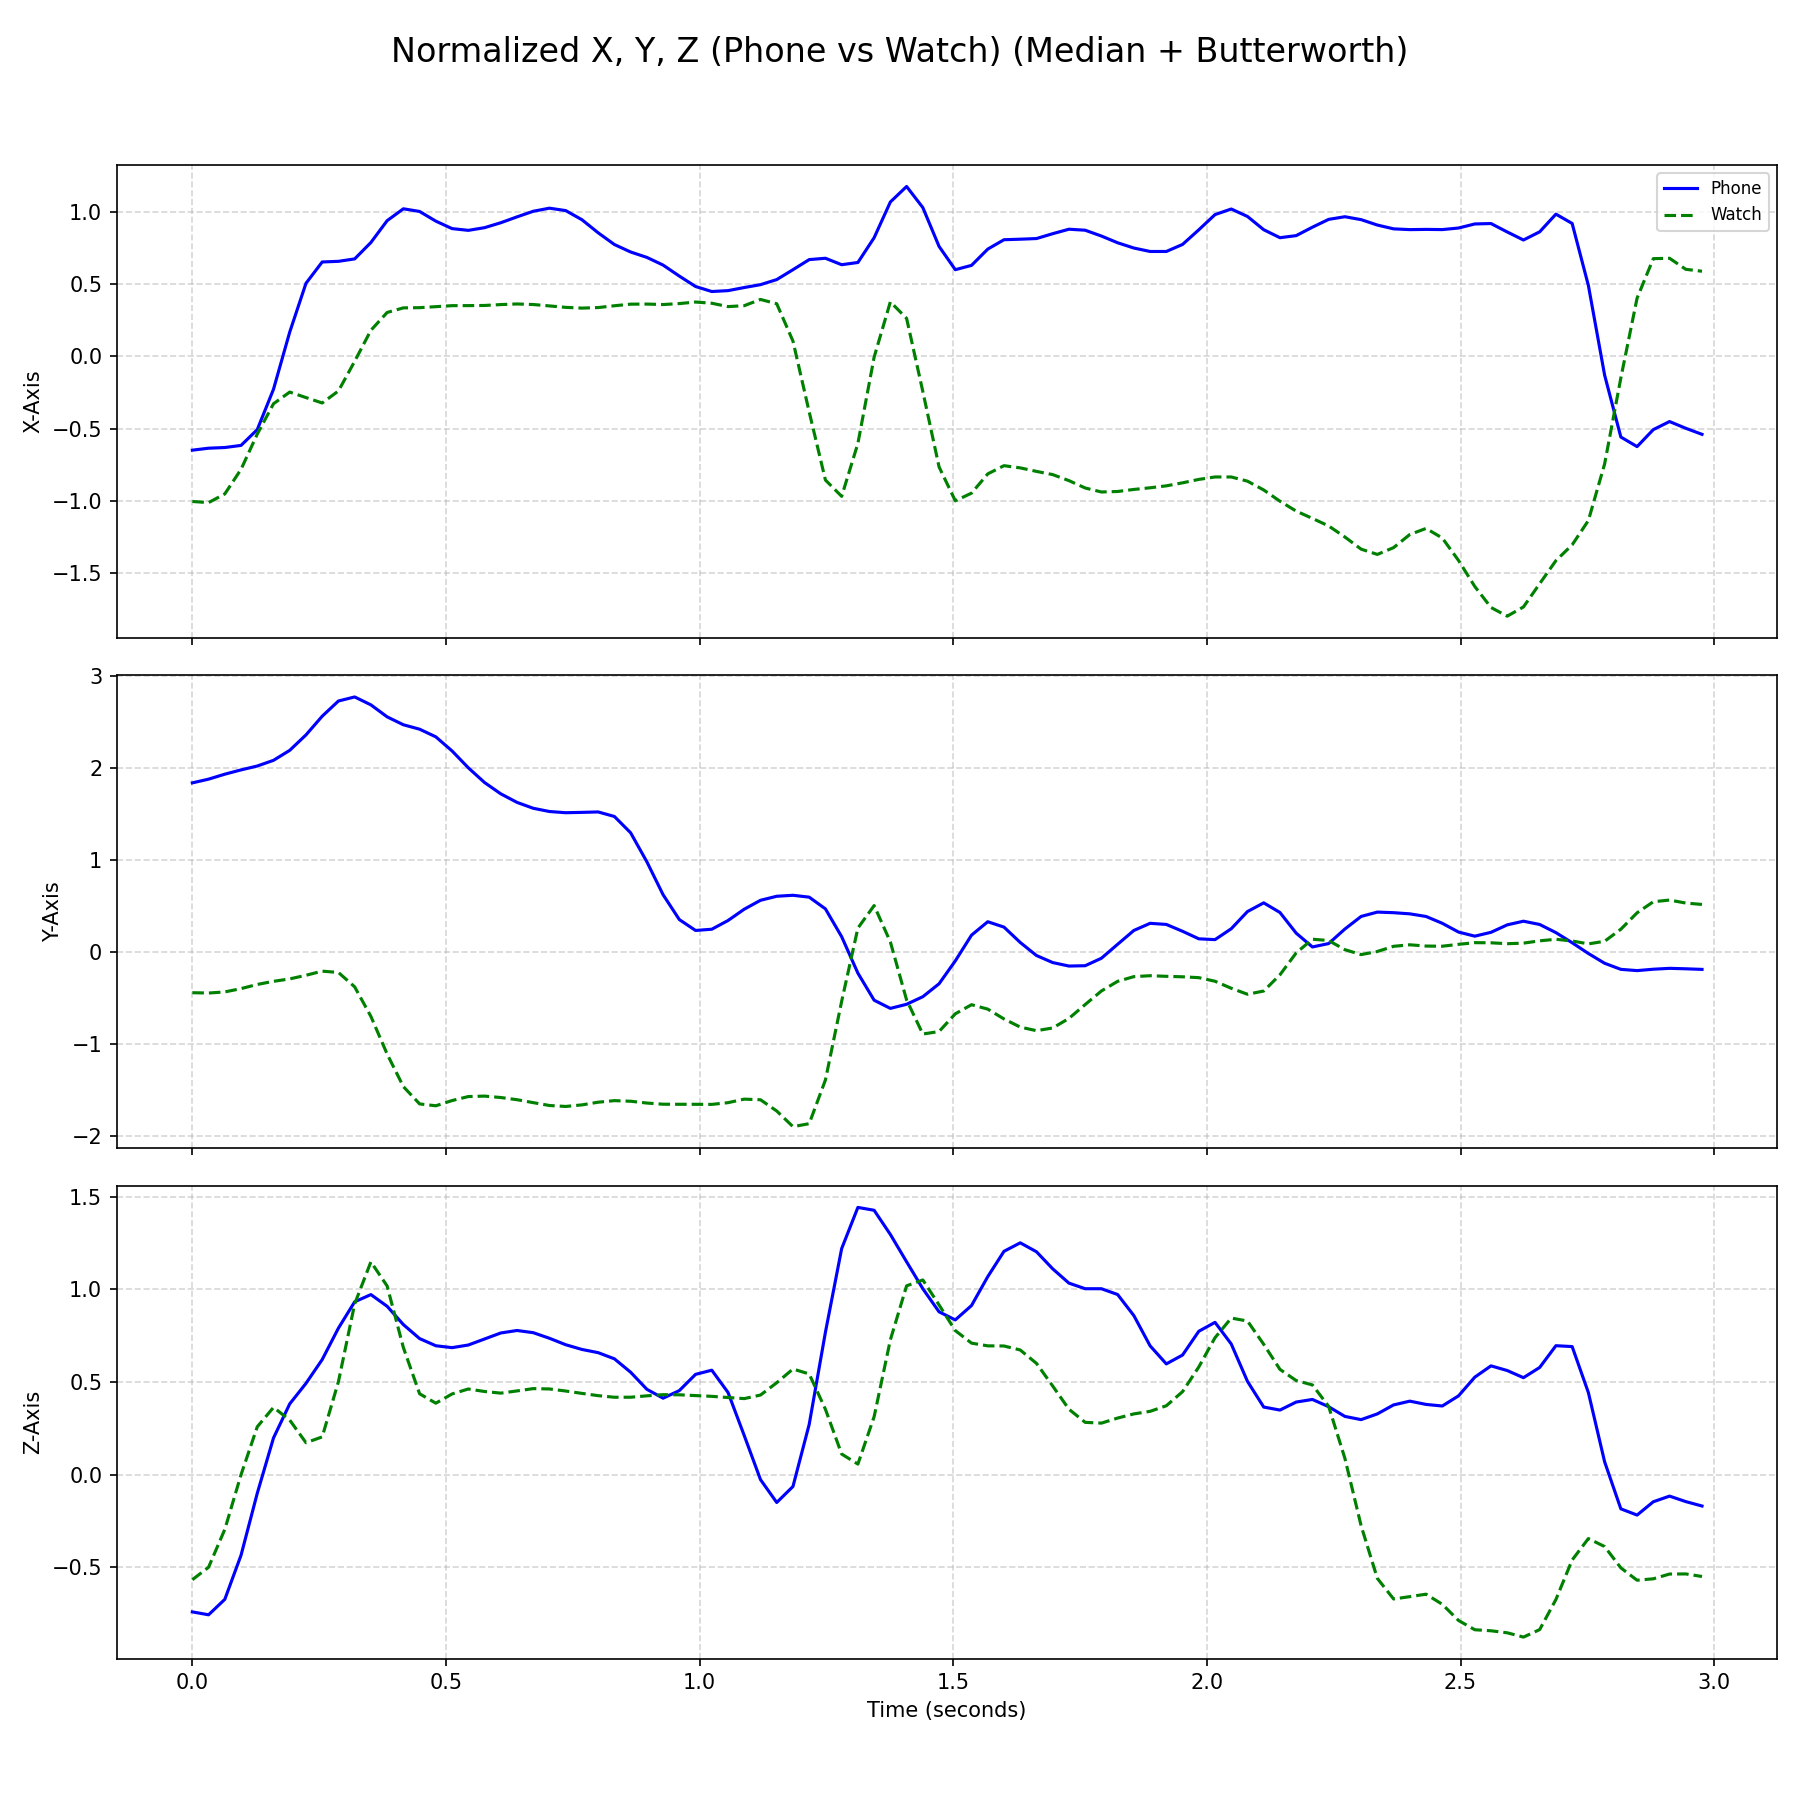 Normalized X, Y, Z (Phone vs Watch) (Median + Butterworth)
Phone
Watch
X-Axis
1.0
0.5
0.0
−0.5
−1.0
−1.5
Y-Axis
3
2
1
0
−1
−2
Z-Axis
1.5
1.0
0.5
0.0
−0.5
0.0 0.5 1.0 1.5 2.0 2.5 3.0
Time (seconds)